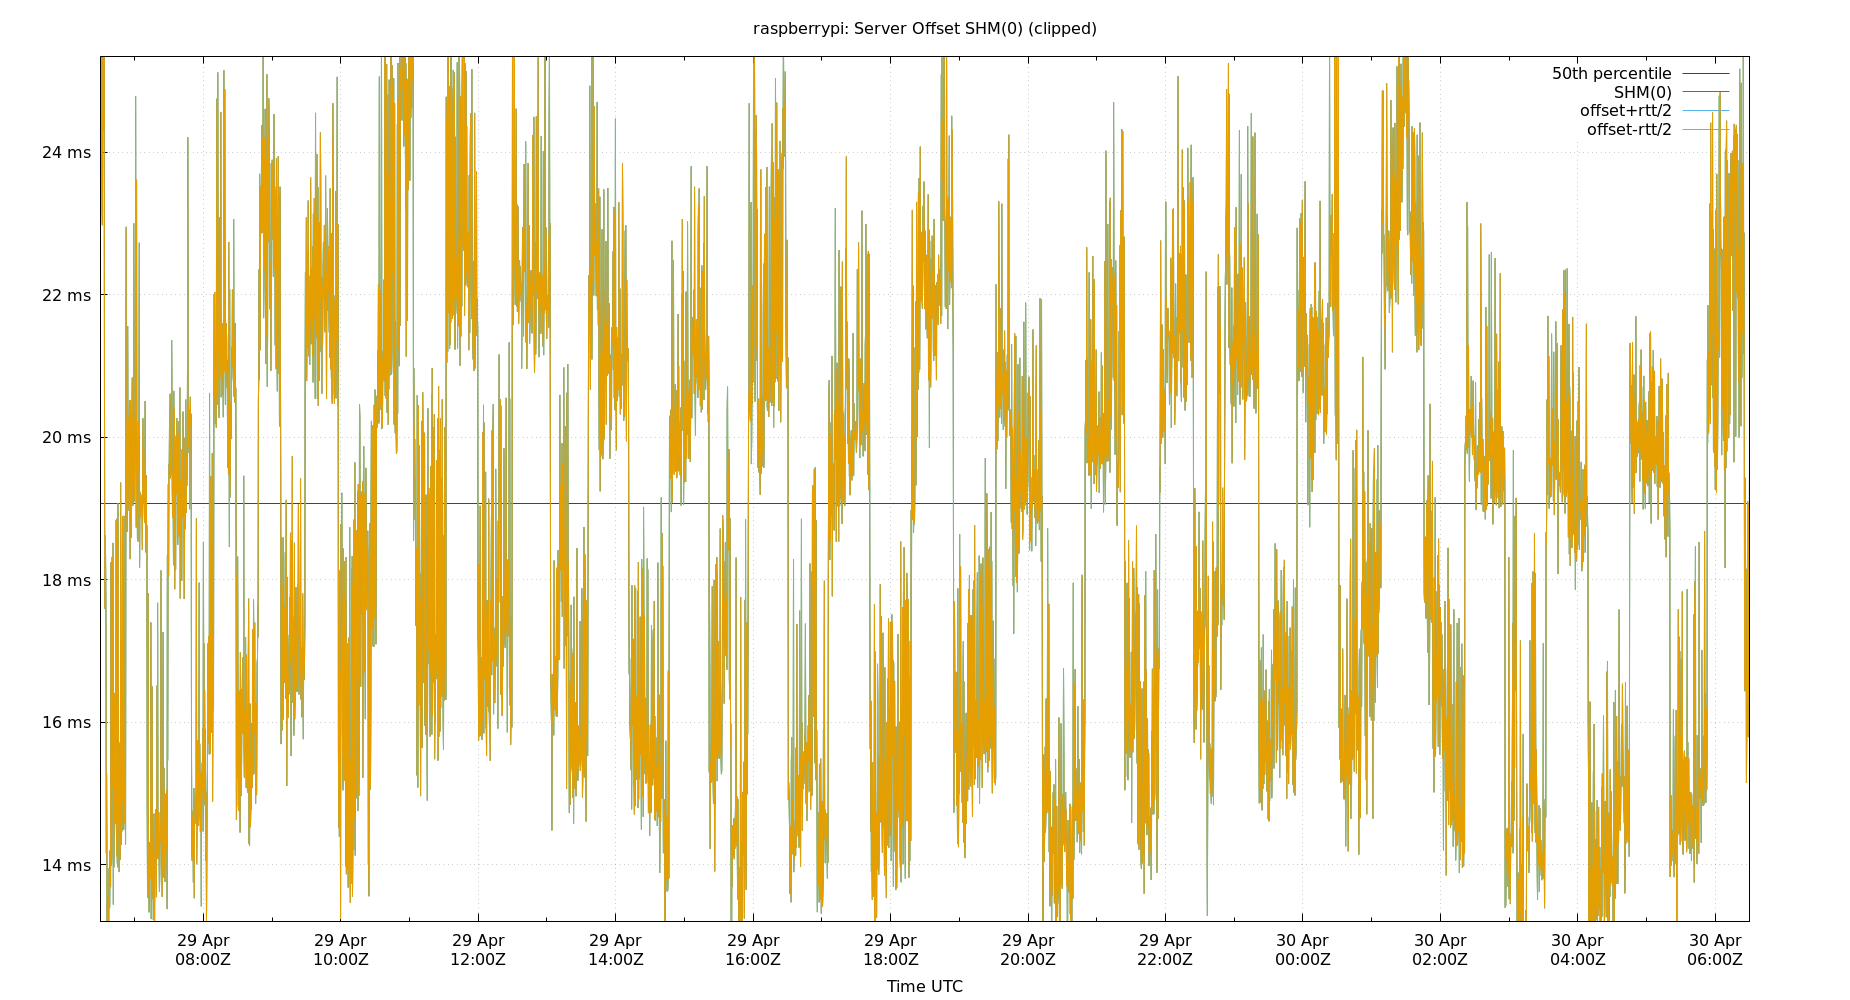 raspberrypi: Server Offset SHM(0) (clipped)
50th percentile
SHM(0)
offset+rtt/2
offset-rtt/2
24 ms
22 ms
20 ms
18 ms
16 ms
14 ms
29 Apr 29 Apr 29 Apr 29 Apr 29 Apr 29 Apr 29 Apr 29 Apr 30 Apr 30 Apr 30 Apr 30 Apr
08:00Z 10:00Z 12:00Z 14:00Z 16:00Z 18:00Z 20:00Z 22:00Z 00:00Z 02:00Z 04:00Z 06:00Z
Time UTC